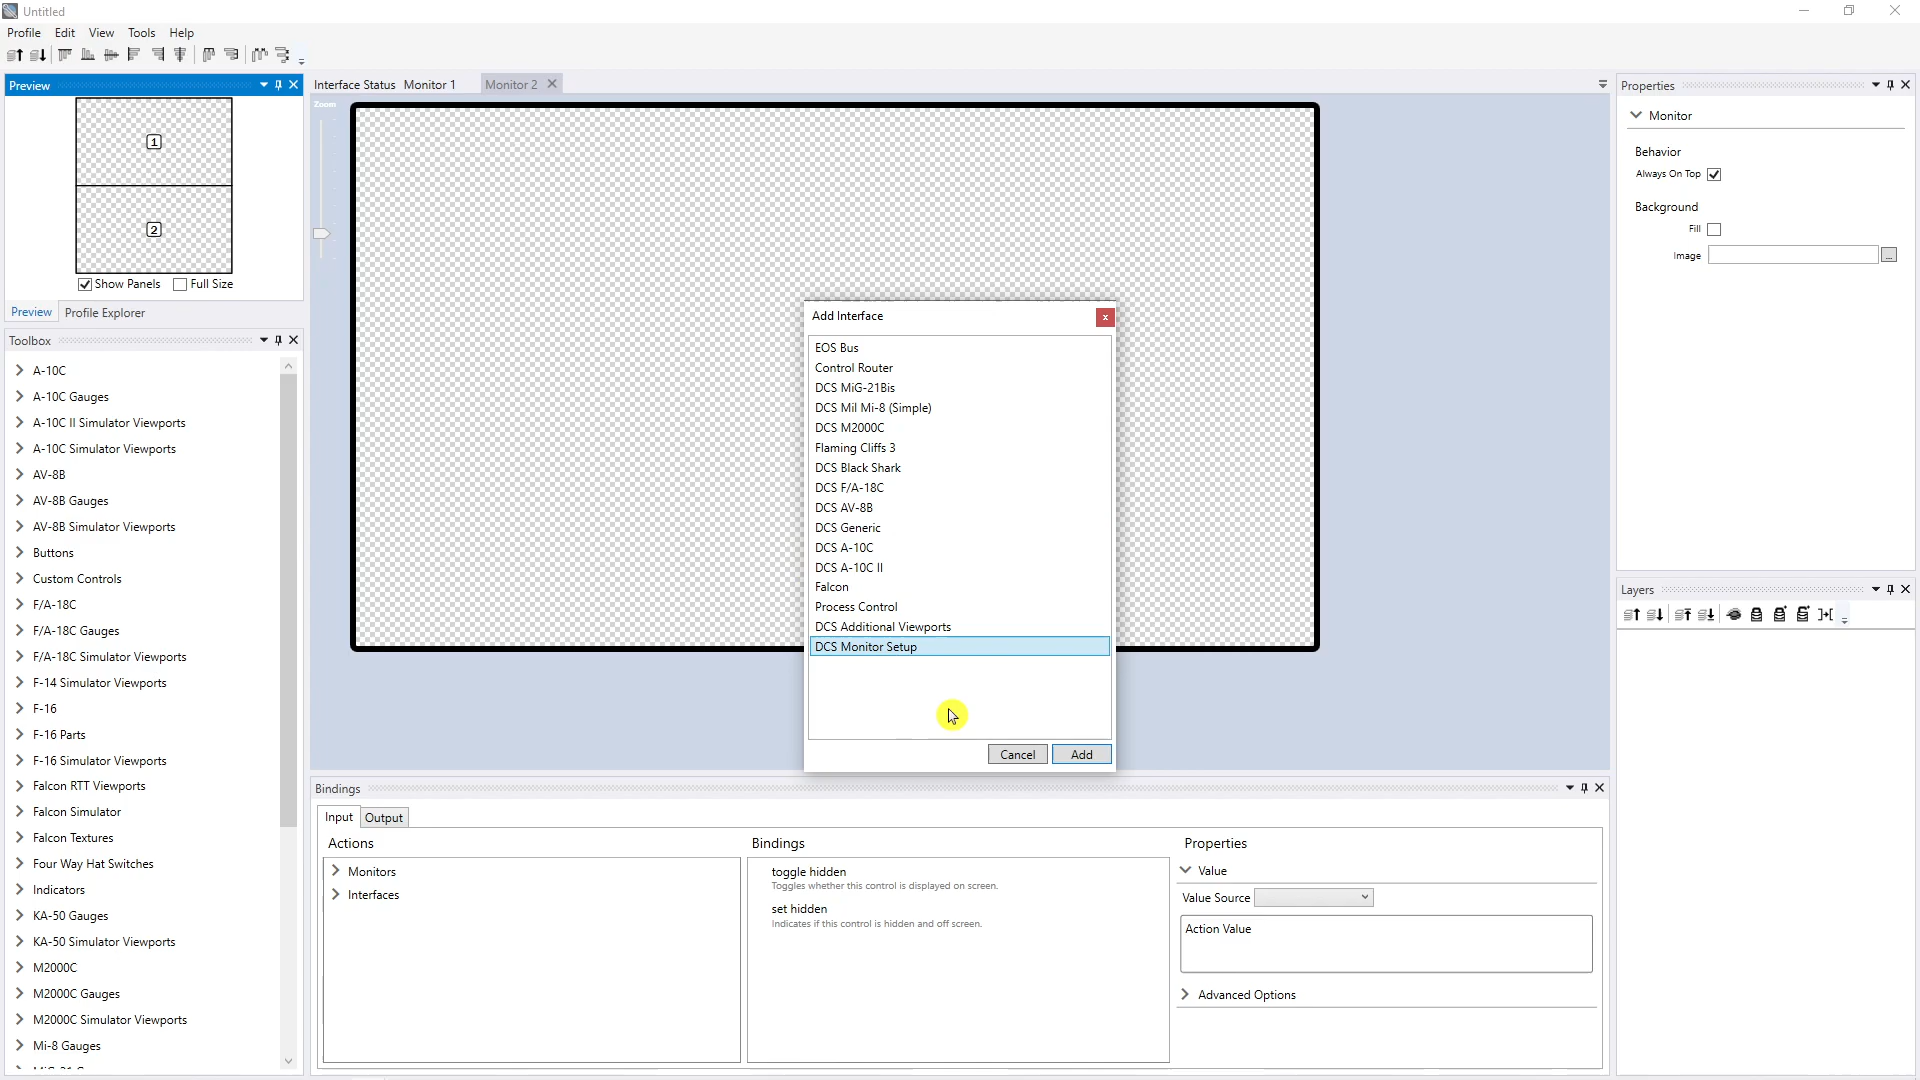 Untitled
Profile Edit View Tools Help
Preview
1
2
Show Panels Full Size
Preview Profile Explorer
Toolbox
A-10C
A-10C Gauges
A-10C II Simulator Viewports
A-10C Simulator Viewports
AV-8B
AV-8B Gauges
AV-8B Simulator Viewports
Buttons
Custom Controls
F/A-18C
F/A-18C Gauges
F/A-18C Simulator Viewports
F-14 Simulator Viewports
F-16
F-16 Parts
F-16 Simulator Viewports
Falcon RTT Viewports
Falcon Simulator
Falcon Textures
Four Way Hat Switches
Indicators
KA-50 Gauges
KA-50 Simulator Viewports
M2000C
M2000C Gauges
M2000C Simulator Viewports
Mi-8 Gauges
Interface Status Monitor 1 Monitor 2
Zoom
Add Interface
x
EOS Bus
Control Router
DCS MiG-21Bis
DCS Mil Mi-8 (Simple)
DCS M2000C
Flaming Cliffs 3
DCS Black Shark
DCS F/A-18C
DCS AV-8B
DCS Generic
DCS A-10C
DCS A-10C II
Falcon
Process Control
DCS Additional Viewports
DCS Monitor Setup
Cancel Add
Bindings
Input Output
Actions
Monitors
Interfaces
Bindings
toggle hidden
Toggles whether this control is displayed on screen.
set hidden
Indicates if this control is hidden and off screen.
Properties
Value
Value Source
Action Value
Advanced Options
Properties
Monitor
Behavior
Always On Top
Background
Fill
Image ...
Layers